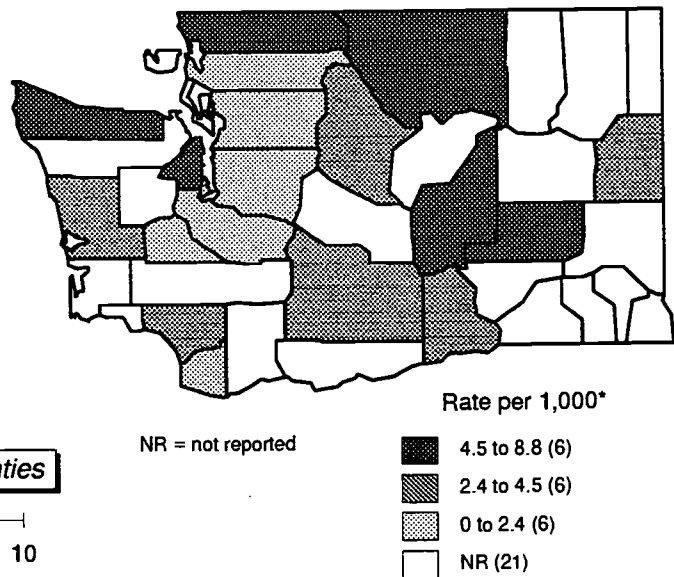 Rate per 1,000*
NR = not reported
4.5 to 8.8 (6)
2.4 to 4.5 (6)
0 to 2.4 (6)
NR (21)
10